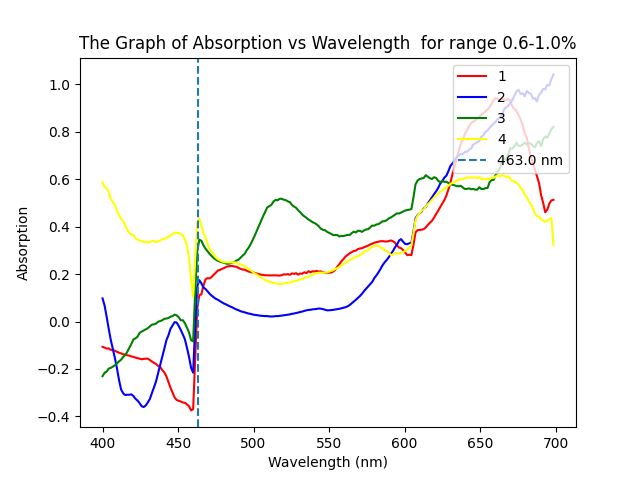 The Graph of Absorption vs Wavelength  for range 0.6-1.0%
1
2
3
4
463.0 nm
1.0
0.8
0.6
0.4
0.2
0.0
−0.2
−0.4
Absorption
400 450 500 550 600 650 700
Wavelength (nm)